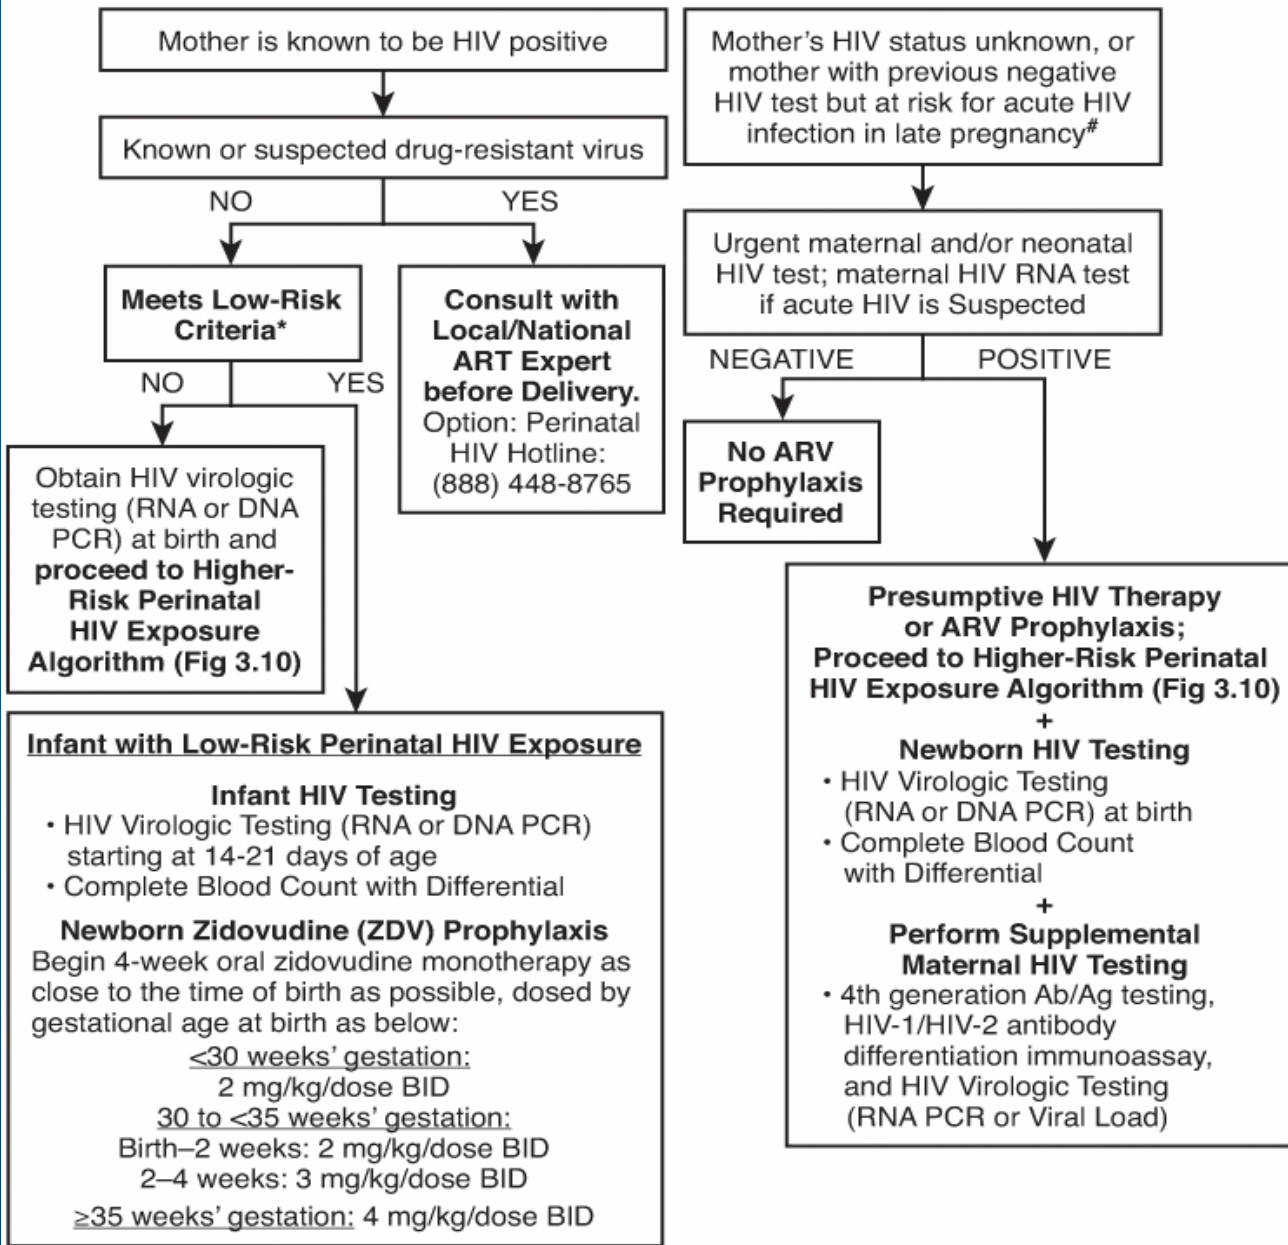 Mother is known to be HIV positive
Known or suspected drug-resistant virus
NO
YES
Meets Low-Risk
Criteria*
NO
YES
Consult with
Local/National
ART Expert
before Delivery.
Option: Perinatal
HIV Hotline:
(888) 448-8765
Obtain HIV virologic
testing (RNA or DNA
PCR) at birth and
proceed to Higher-
Risk Perinatal
HIV Exposure
Algorithm (Fig 3.10)
Infant with Low-Risk Perinatal HIV Exposure
Infant HIV Testing
• HIV Virologic Testing (RNA or DNA PCR)
starting at 14-21 days of age
• Complete Blood Count with Differential
Newborn Zidovudine (ZDV) Prophylaxis
Begin 4-week oral zidovudine monotherapy as
close to the time of birth as possible, dosed by
gestational age at birth as below:
<30 weeks' gestation:
2 mg/kg/dose BID
30 to <35 weeks' gestation:
Birth–2 weeks: 2 mg/kg/dose BID
2–4 weeks: 3 mg/kg/dose BID
≥35 weeks' gestation: 4 mg/kg/dose BID
Mother's HIV status unknown, or
mother with previous negative
HIV test but at risk for acute HIV
infection in late pregnancy#
Urgent maternal and/or neonatal
HIV test; maternal HIV RNA test
if acute HIV is Suspected
NEGATIVE
POSITIVE
No ARV
Prophylaxis
Required
Presumptive HIV Therapy
or ARV Prophylaxis;
Proceed to Higher-Risk Perinatal
HIV Exposure Algorithm (Fig 3.10)
+
Newborn HIV Testing
• HIV Virologic Testing
(RNA or DNA PCR) at birth
• Complete Blood Count
with Differential
+
Perform Supplemental
Maternal HIV Testing
• 4th generation Ab/Ag testing,
HIV-1/HIV-2 antibody
differentiation immunoassay,
and HIV Virologic Testing
(RNA PCR or Viral Load)